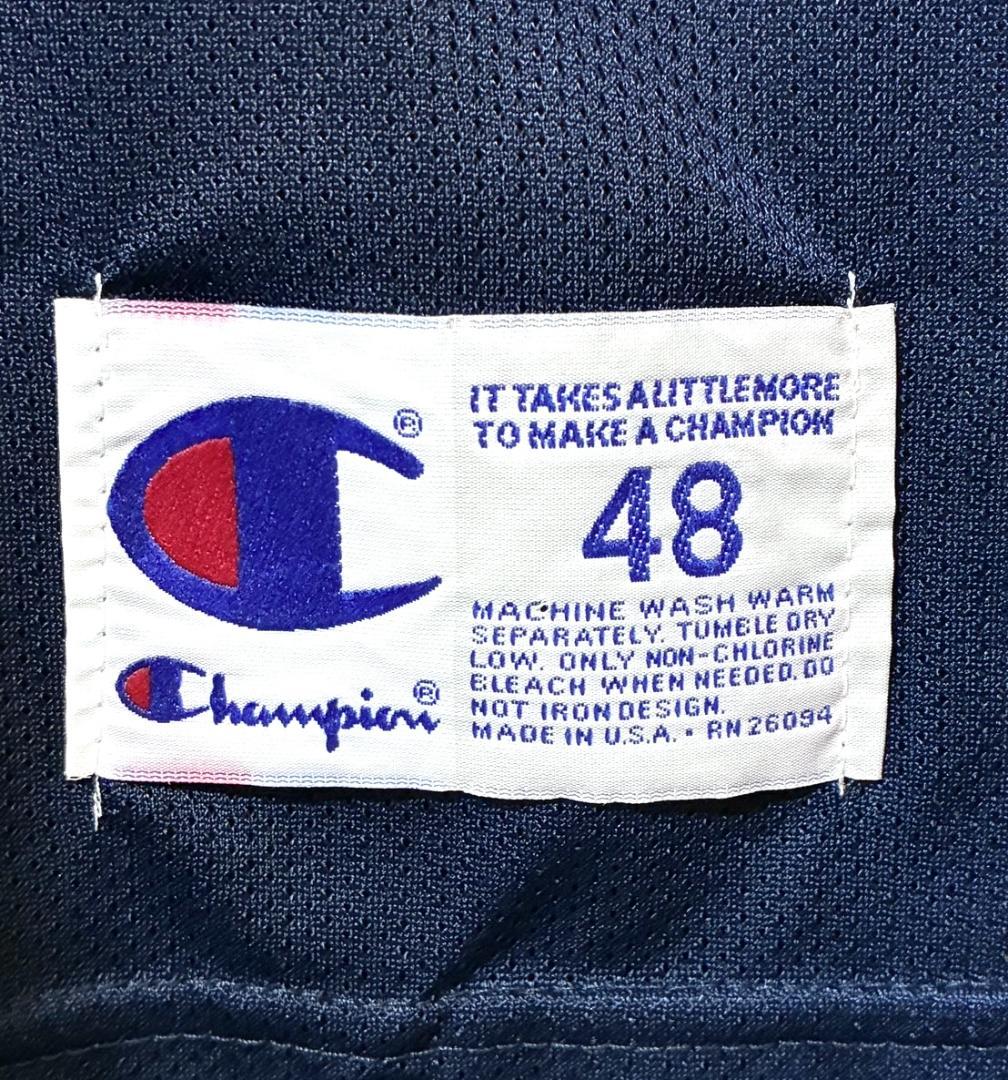 ®
Champion®
IT TAKES A LITTLE MORE
TO MAKE A CHAMPION
48
MACHINE WASH WARM
SEPARATELY. TUMBLE DRY
LOW. ONLY NON-CHLORINE
BLEACH WHEN NEEDED. DO
NOT IRON DESIGN.
MADE IN U.S.A. • RN 26094